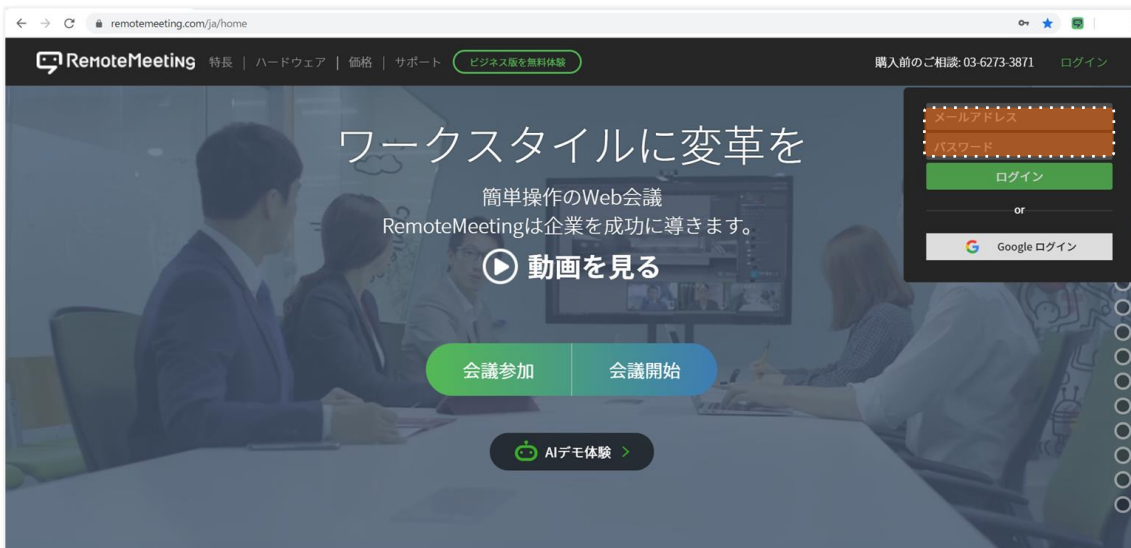 remotemeeting.com/ja/home
RemoteMeeting 特長 | ハードウェア | 価格 | サポート ビジネス版を無料体験 購入前のご相談: 03-6273-3871 ログイン
メールアドレス
パスワード
ログイン
or
Google ログイン
ワークスタイルに変革を
簡単操作のWeb会議
RemoteMeetingは企業を成功に導きます。
動画を見る
会議参加 会議開始
AIデモ体験 >